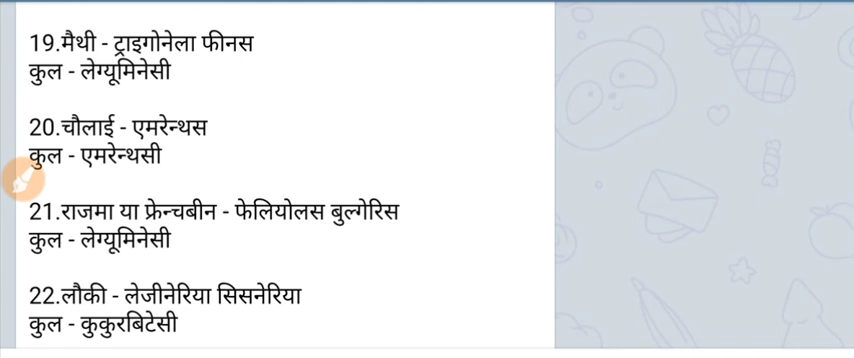 19.मैथी - ट्राइगोनेला फीनस
कुल - लेग्यूमिनेसी
20.चौलाई - एमरेन्थस
कुल - एमरेन्थसी
21.राजमा या फ्रेन्चबीन - फेलियोलस बुल्गेरिस
कुल - लेग्यूमिनेसी
22.लौकी - लेजीनेरिया सिसनेरिया
कुल - कुकुरबिटेसी